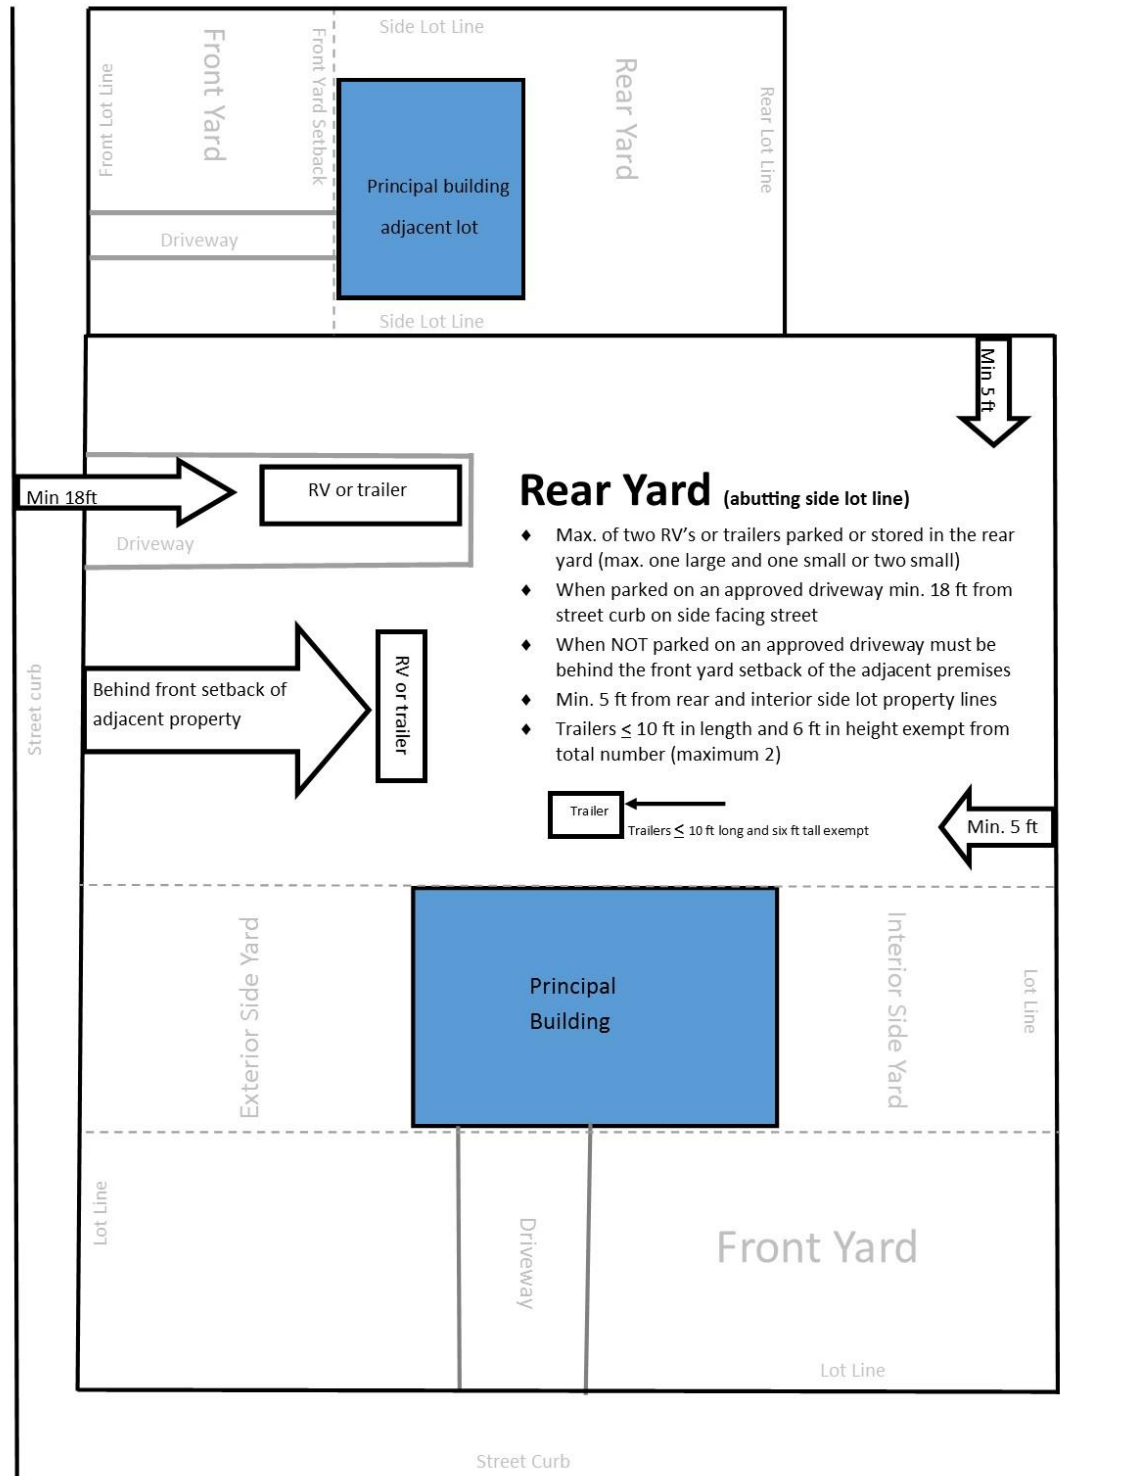 Side Lot Line
Front Lot Line
Front Yard
Front Yard Setback
Rear Yard
Rear Lot Line
Principal building
adjacent lot
Driveway
Side Lot Line
Min 5 ft
Min 18ft
RV or trailer
Driveway
Rear Yard (abutting side lot line)
♦ Max. of two RV's or trailers parked or stored in the rear
yard (max. one large and one small or two small)
♦ When parked on an approved driveway min. 18 ft from
street curb on side facing street
♦ When NOT parked on an approved driveway must be
behind the front yard setback of the adjacent premises
♦ Min. 5 ft from rear and interior side lot property lines
♦ Trailers ≤ 10 ft in length and 6 ft in height exempt from
total number (maximum 2)
Street curb
Behind front setback of
adjacent property
RV or trailer
Trailer
Trailers ≤ 10 ft long and six ft tall exempt
Min. 5 ft
Exterior Side Yard
Principal
Building
Interior Side Yard
Lot Line
Lot Line
Driveway
Front Yard
Lot Line
Street Curb